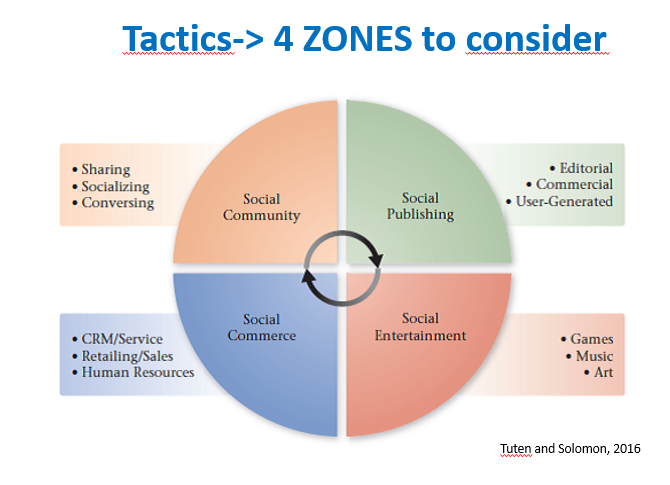 Tactics-> 4 ZONES to consider
• Sharing
• Socializing
• Conversing
Social
Community
Social
Publishing
• Editorial
• Commercial
• User-Generated
• CRM/Service
• Retailing/Sales
• Human Resources
Social
Commerce
Social
Entertainment
• Games
• Music
• Art
Tuten and Solomon, 2016